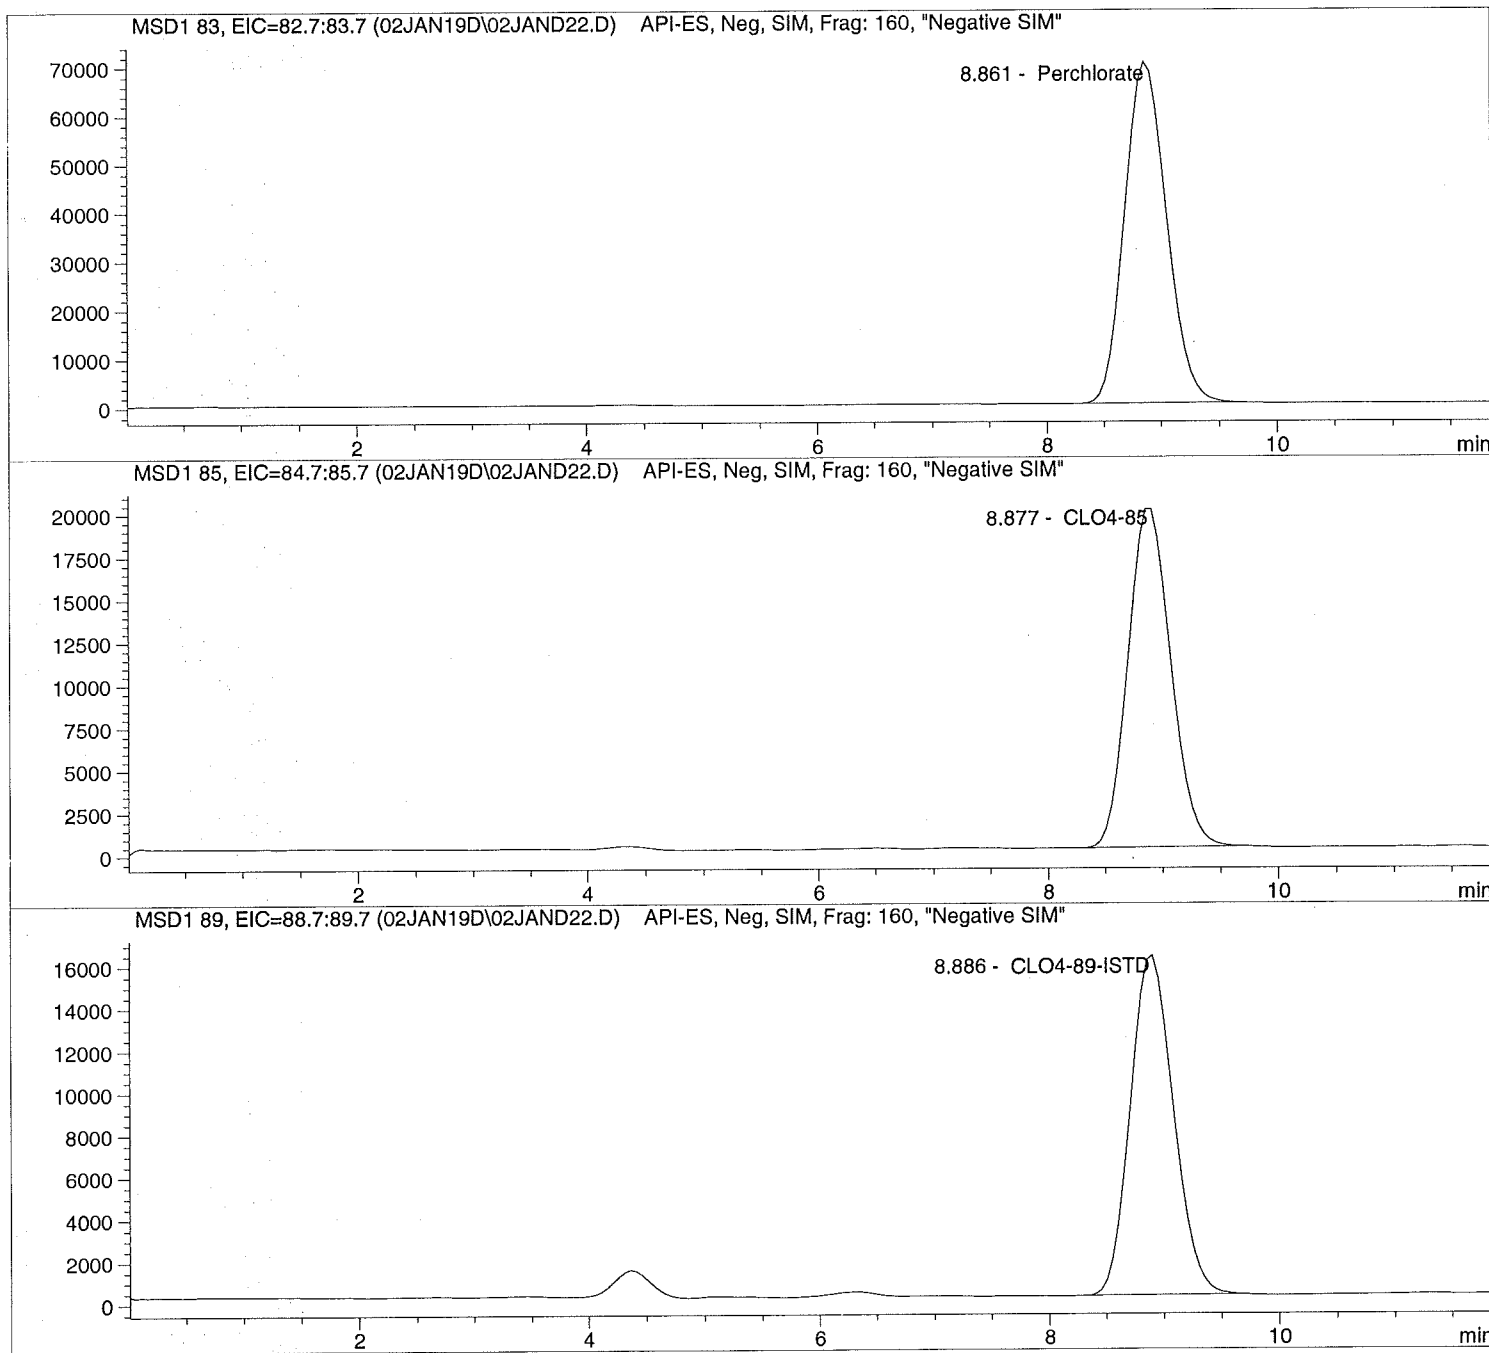 MSD1 83, EIC=82.7:83.7 (02JAN19D\02JAND22.D) API-ES, Neg, SIM, Frag: 160, "Negative SIM"
70000
8.861 - Perchlorate
60000
50000
40000
30000
20000
10000
0
2 4 6 8 10 min
MSD1 85, EIC=84.7:85.7 (02JAN19D\02JAND22.D) API-ES, Neg, SIM, Frag: 160, "Negative SIM"
20000
8.877 - CLO4-85
17500
15000
12500
10000
7500
5000
2500
0
2 4 6 8 10 min
MSD1 89, EIC=88.7:89.7 (02JAN19D\02JAND22.D) API-ES, Neg, SIM, Frag: 160, "Negative SIM"
16000
8.886 - CLO4-89-ISTD
14000
12000
10000
8000
6000
4000
2000
0
2 4 6 8 10 min